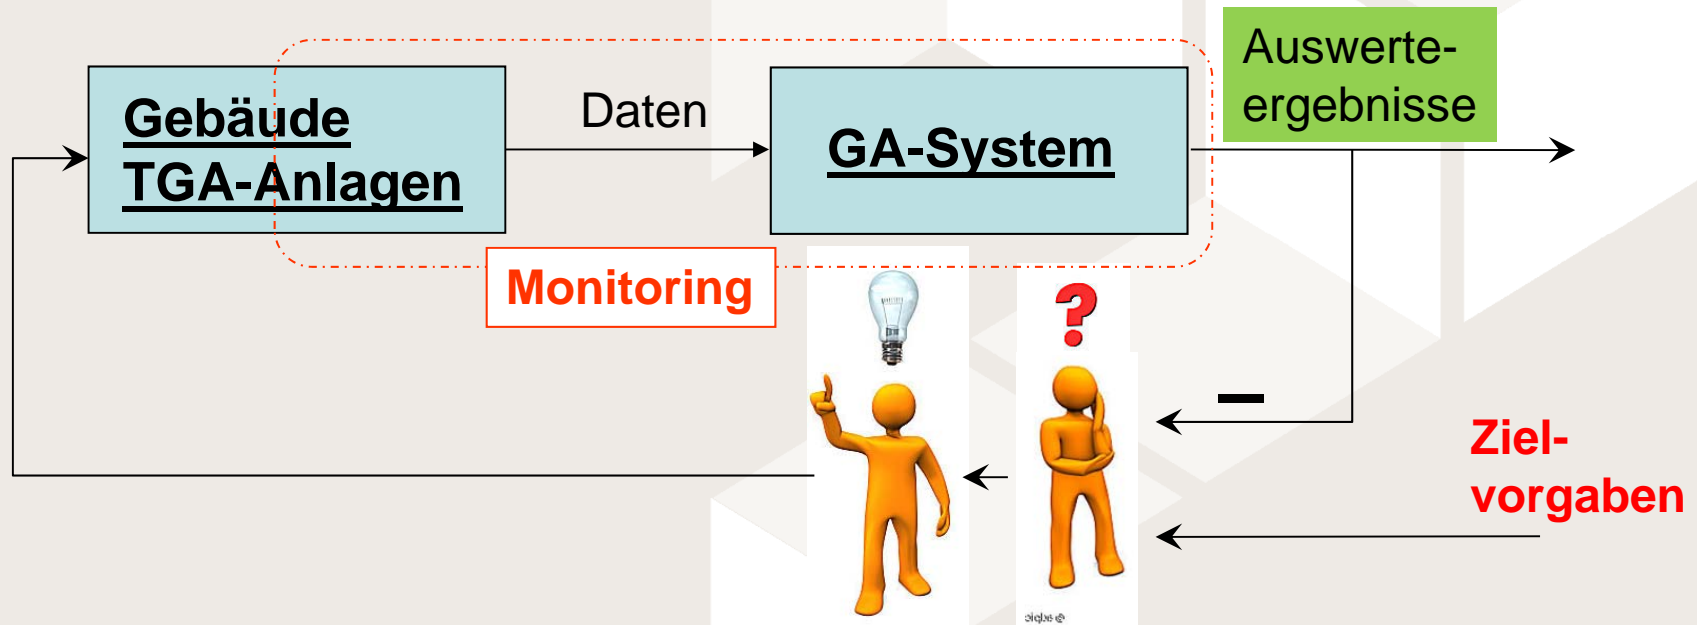 Auswerte-
ergebnisse
Gebäude
TGA-Anlagen
Daten
GA-System
Monitoring
?
–
Ziel-
vorgaben